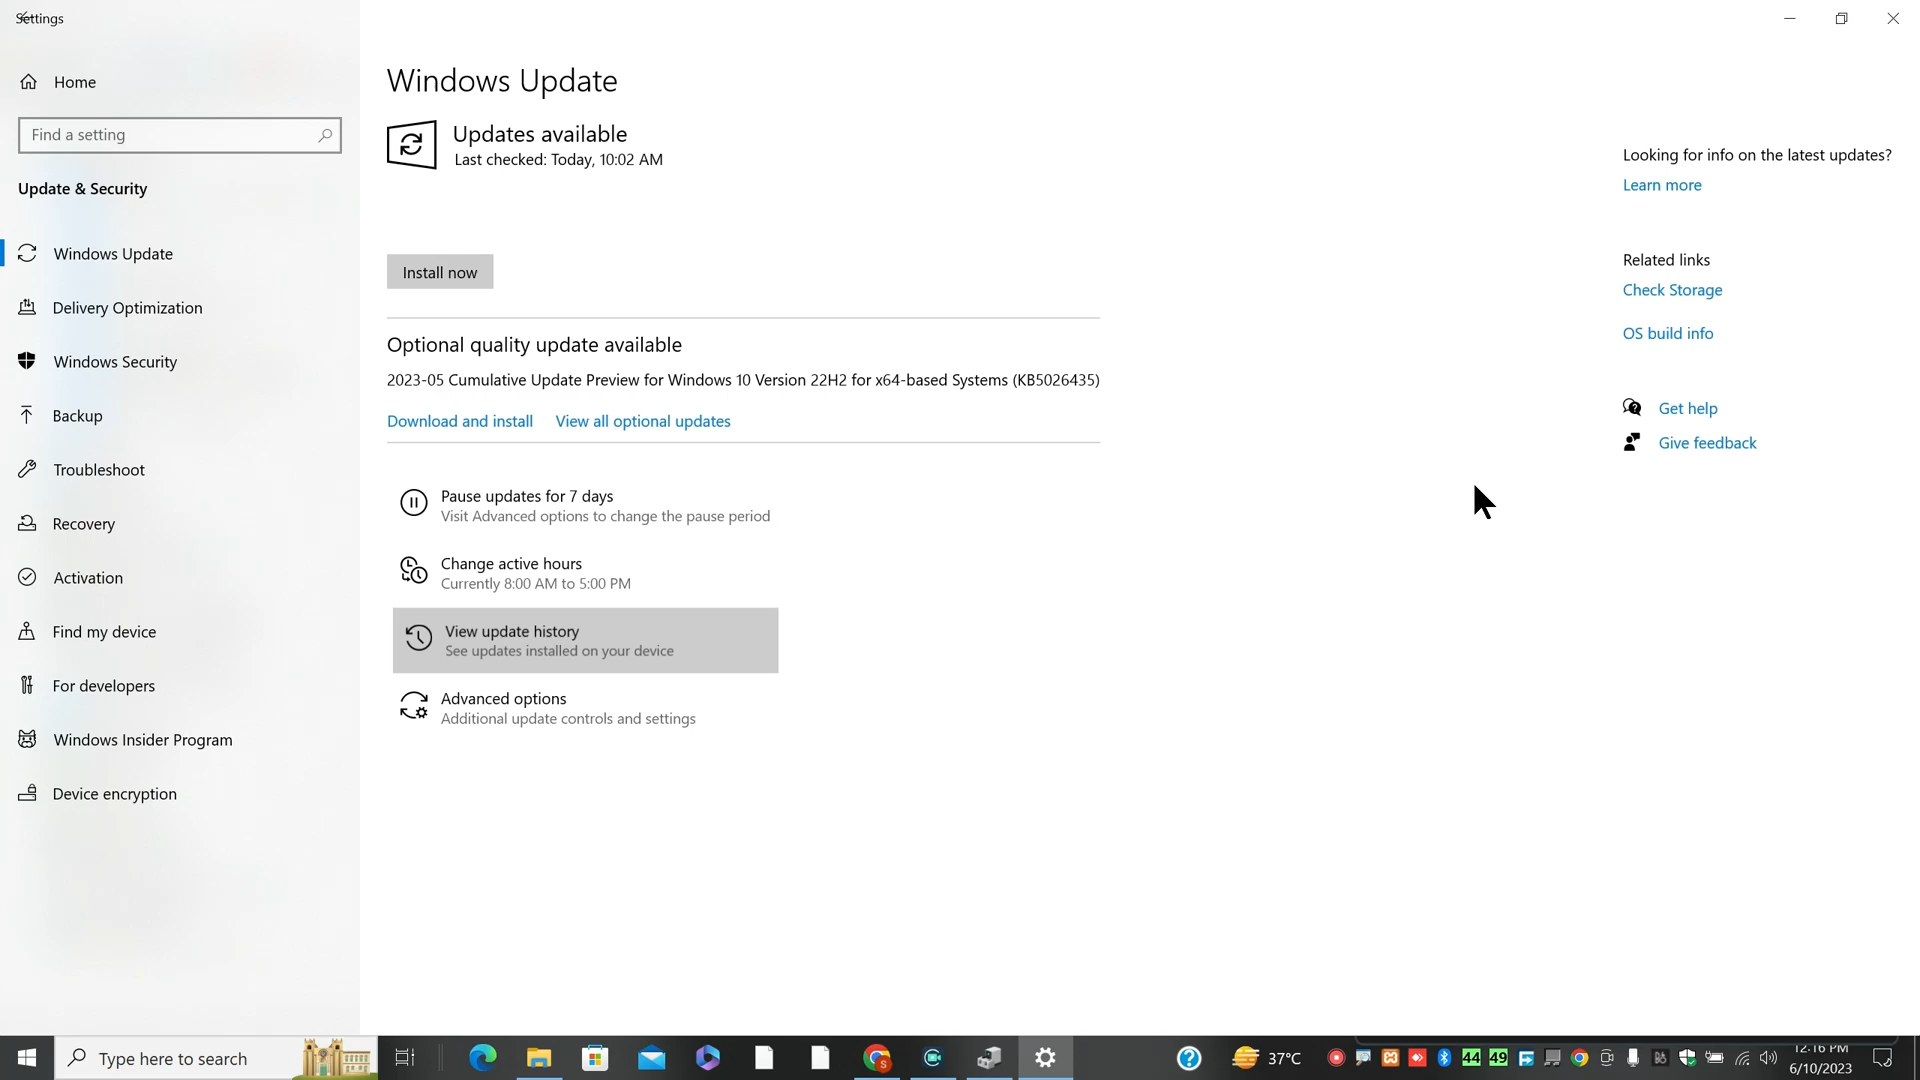 Settings
Home
Find a setting
Update & Security
Windows Update
Delivery Optimization
Windows Security
Backup
Troubleshoot
Recovery
Activation
Find my device
For developers
Windows Insider Program
Device encryption
Windows Update
Updates available
Last checked: Today, 10:02 AM
Install now
Optional quality update available
2023-05 Cumulative Update Preview for Windows 10 Version 22H2 for x64-based Systems (KB5026435)
Download and install View all optional updates
Pause updates for 7 days
Visit Advanced options to change the pause period
Change active hours
Currently 8:00 AM to 5:00 PM
View update history
See updates installed on your device
Advanced options
Additional update controls and settings
Looking for info on the latest updates?
Learn more
Related links
Check Storage
OS build info
Get help
Give feedback
Type here to search
37°C
44 49
12:16 PM
6/10/2023